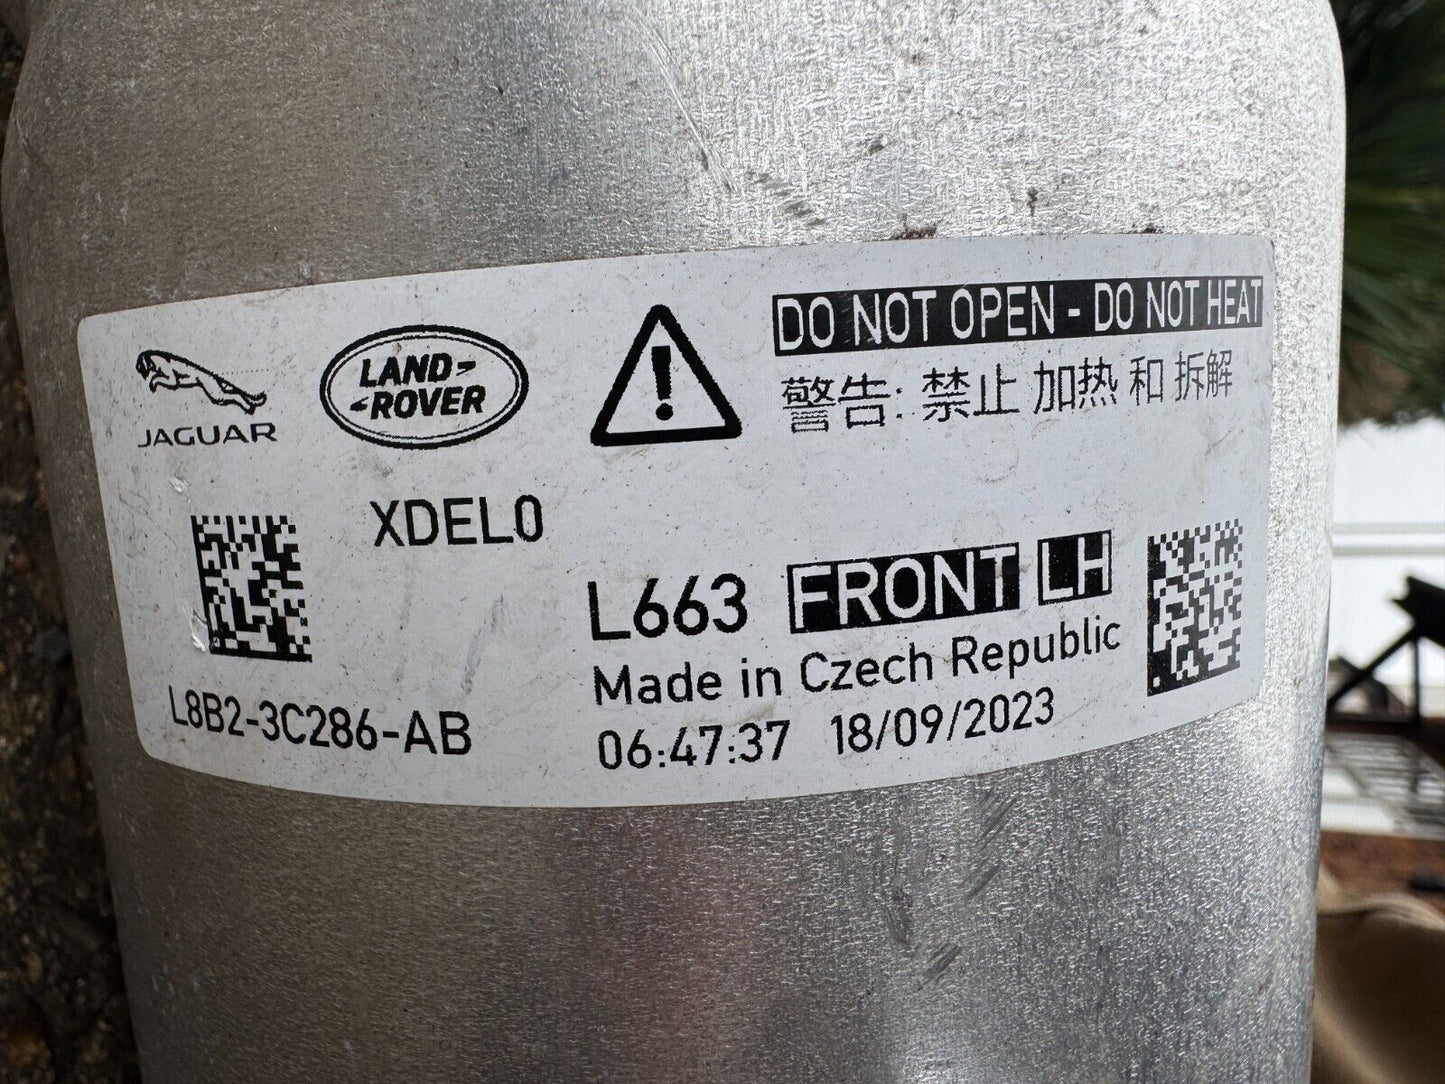 JAGUAR
LAND-
-ROVER
DO NOT OPEN - DO NOT HEAT
警告: 禁止 加热 和 拆解
XDEL0
L663 FRONT LH
Made in Czech Republic
L8B2-3C286-AB
06:47:37 18/09/2023